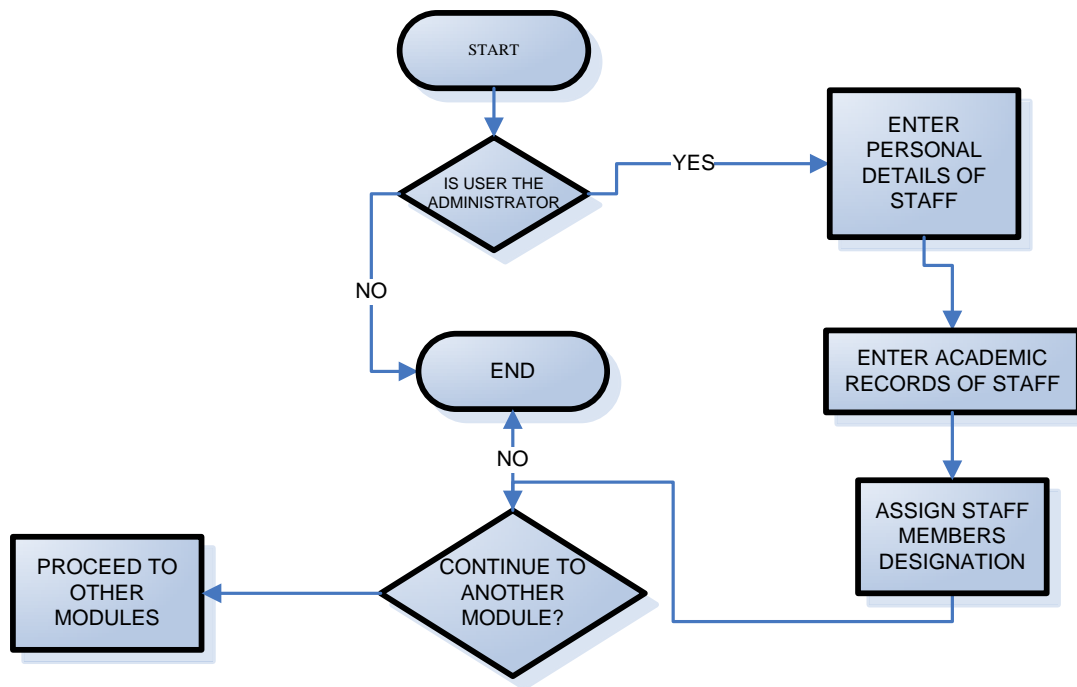 START
IS USER THE
ADMINISTRATOR
YES
ENTER
PERSONAL
DETAILS OF
STAFF
NO
END
ENTER ACADEMIC
RECORDS OF STAFF
NO
ASSIGN STAFF
MEMBERS
DESIGNATION
CONTINUE TO
ANOTHER
MODULE?
PROCEED TO
OTHER
MODULES